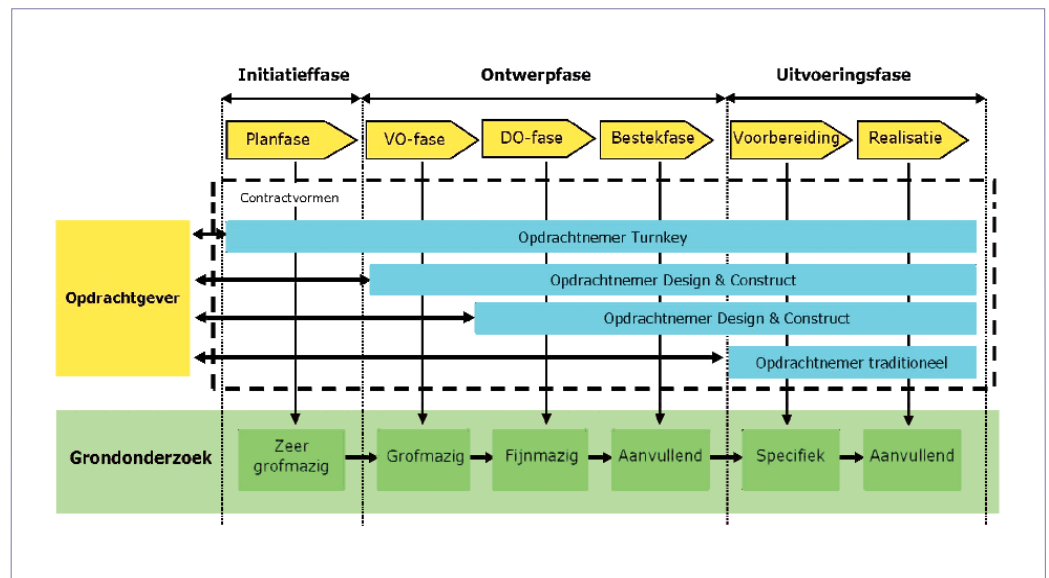 Initiatieffase
Ontwerpfase
Uitvoeringsfase
Planfase
VO-fase
DO-fase
Bestekfase
Voorbereiding
Realisatie
Contractvormen
Opdrachtgever
Opdrachtnemer Turnkey
Opdrachtnemer Design & Construct
Opdrachtnemer Design & Construct
Opdrachtnemer traditioneel
Grondonderzoek
Zeer
grofmazig
Grofmazig
Fijnmazig
Aanvullend
Specifiek
Aanvullend